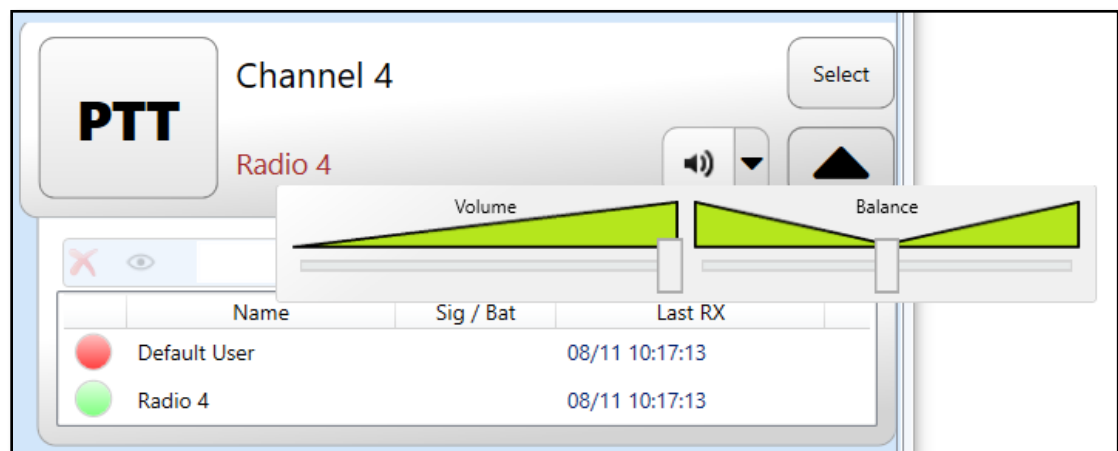 PTT
Channel 4
Select
Radio 4
Volume
Balance
Name Sig / Bat Last RX
Default User 08/11 10:17:13
Radio 4 08/11 10:17:13